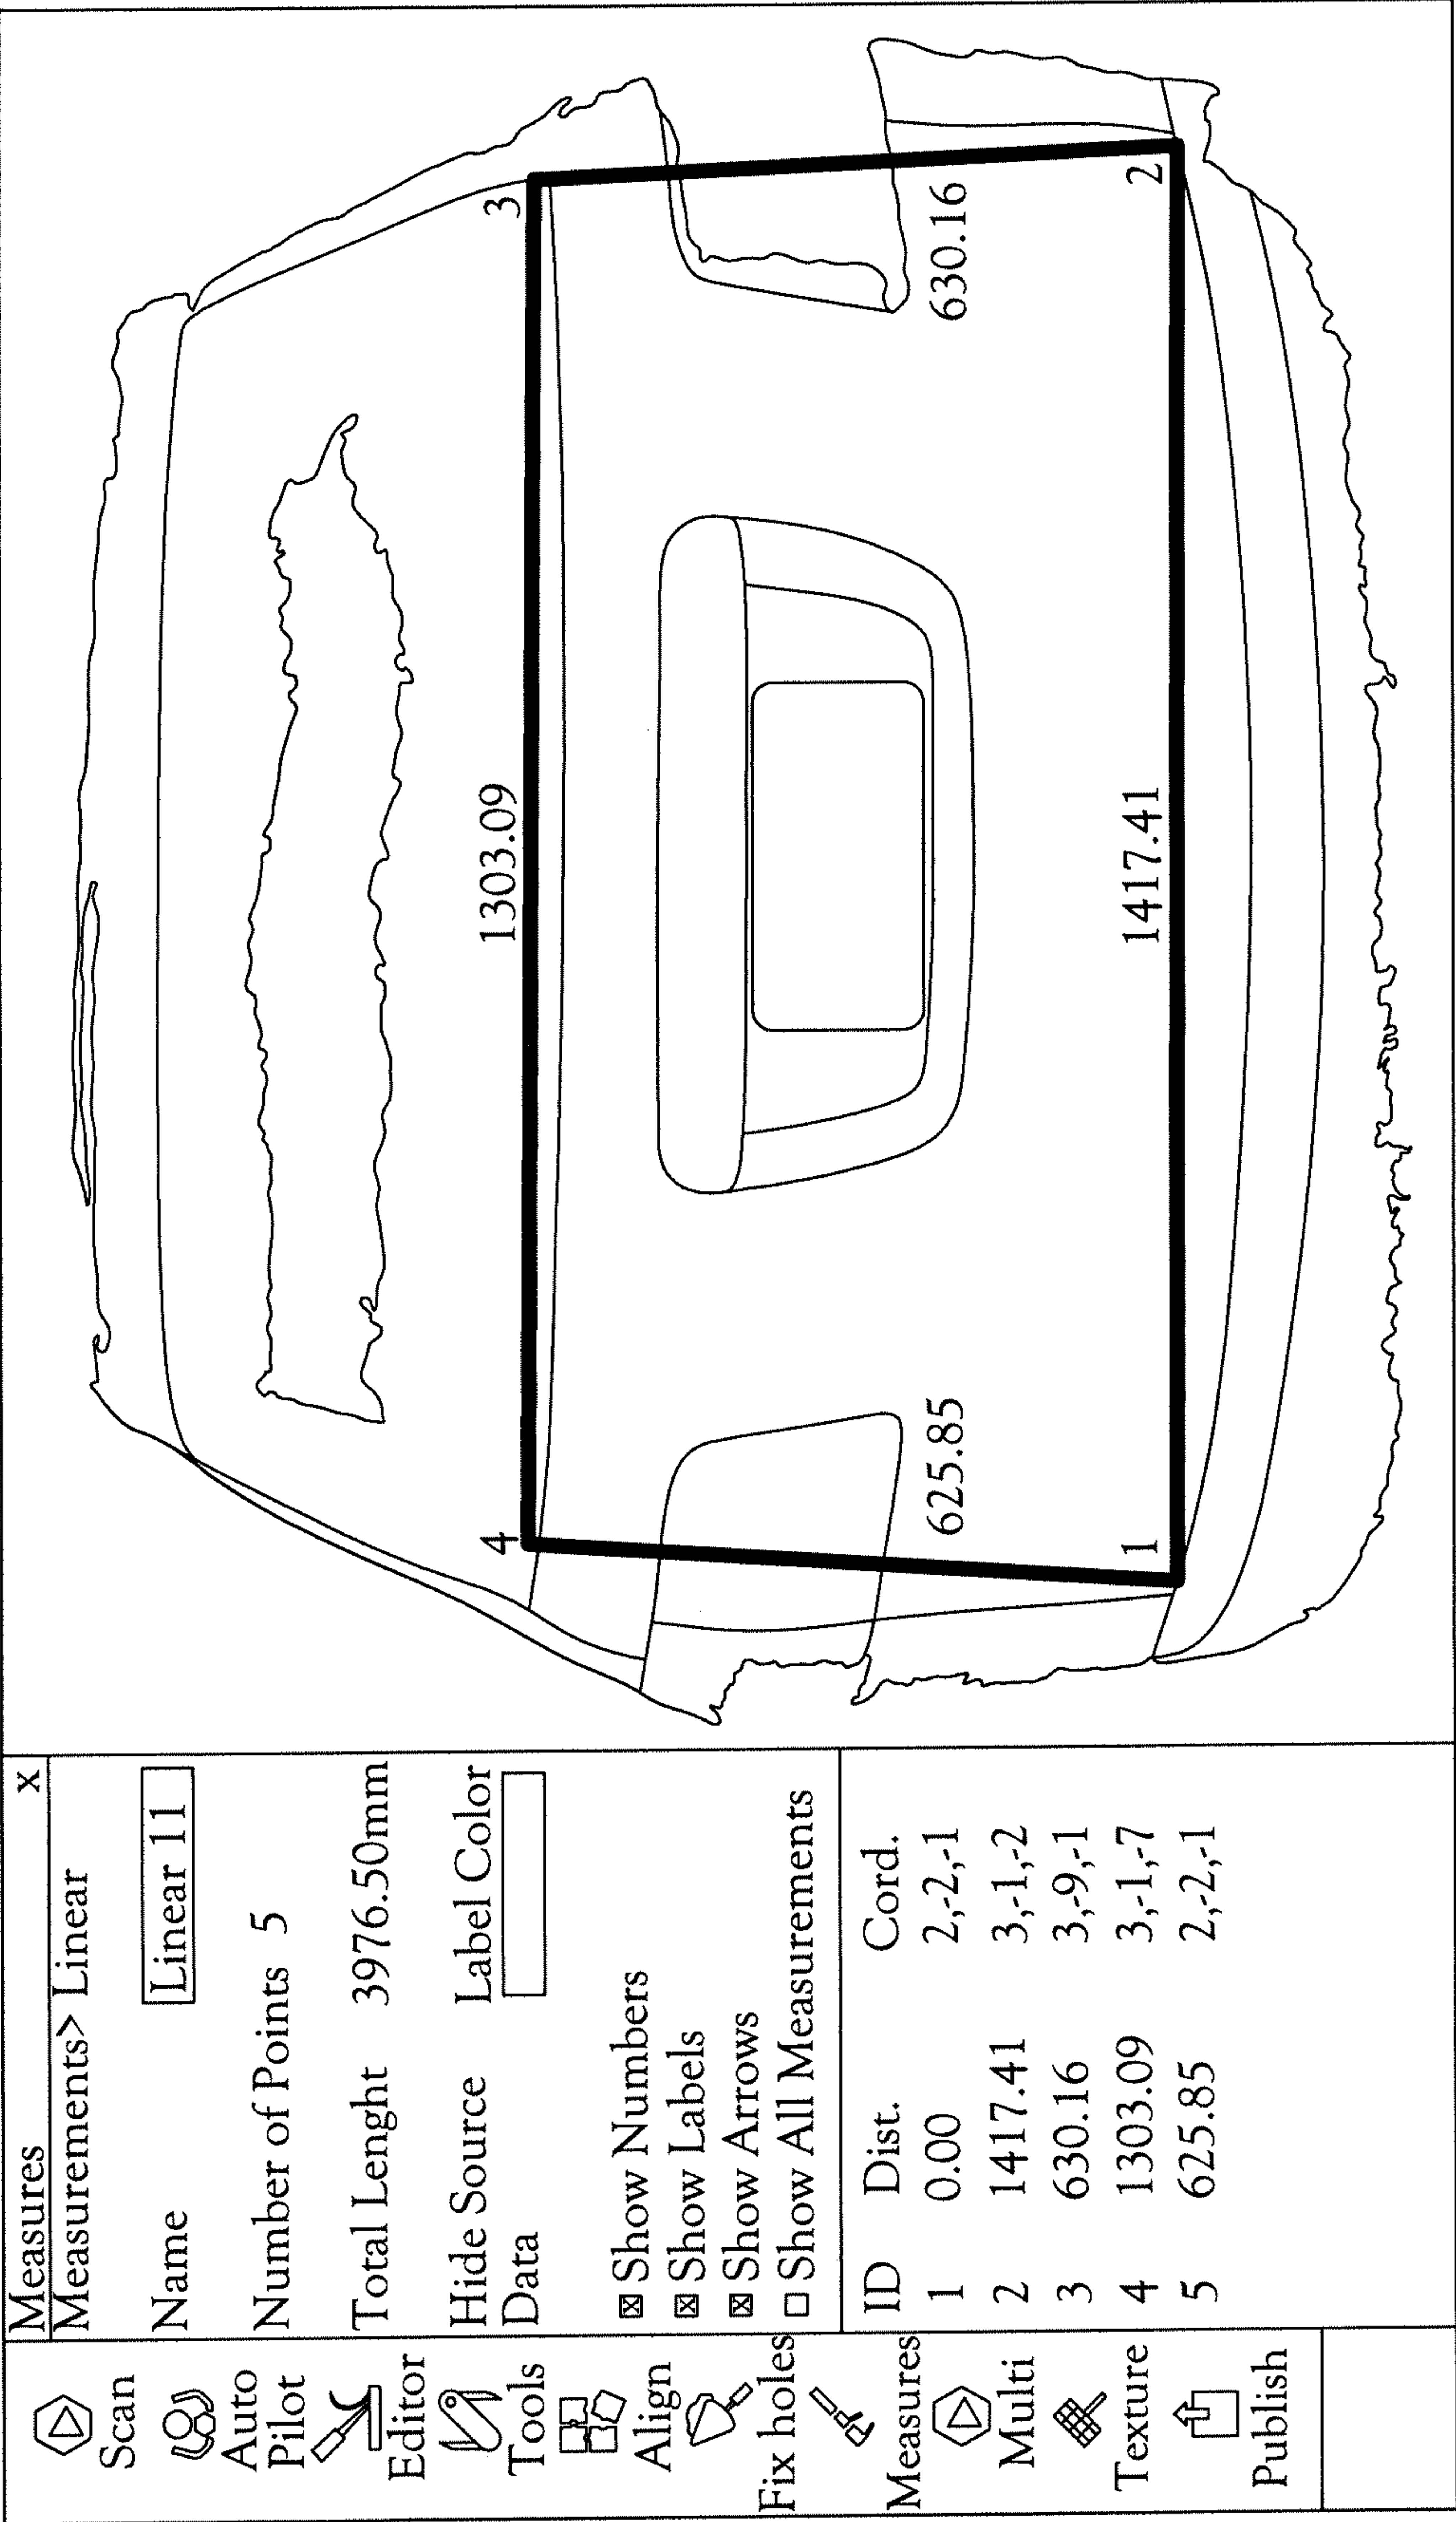 Scan
Auto
Pilot
Editor
Tools
Align
Fix holes
Measures
Multi
Texture
Publish
Measures x
Measurements> Linear
Name Linear 11
Number of Points 5
Total Lenght 3976.50mm
Hide Source Label Color
Data
Show Numbers
Show Labels
Show Arrows
Show All Measurements
ID Dist. Cord.
1 0.00 2,-2,-1
2 1417.41 3,-1,-2
3 630.16 3,-9,-1
4 1303.09 3,-1,-7
5 625.85 2,-2,-1
4 1303.09 3
625.85 630.16
1 1417.41 2